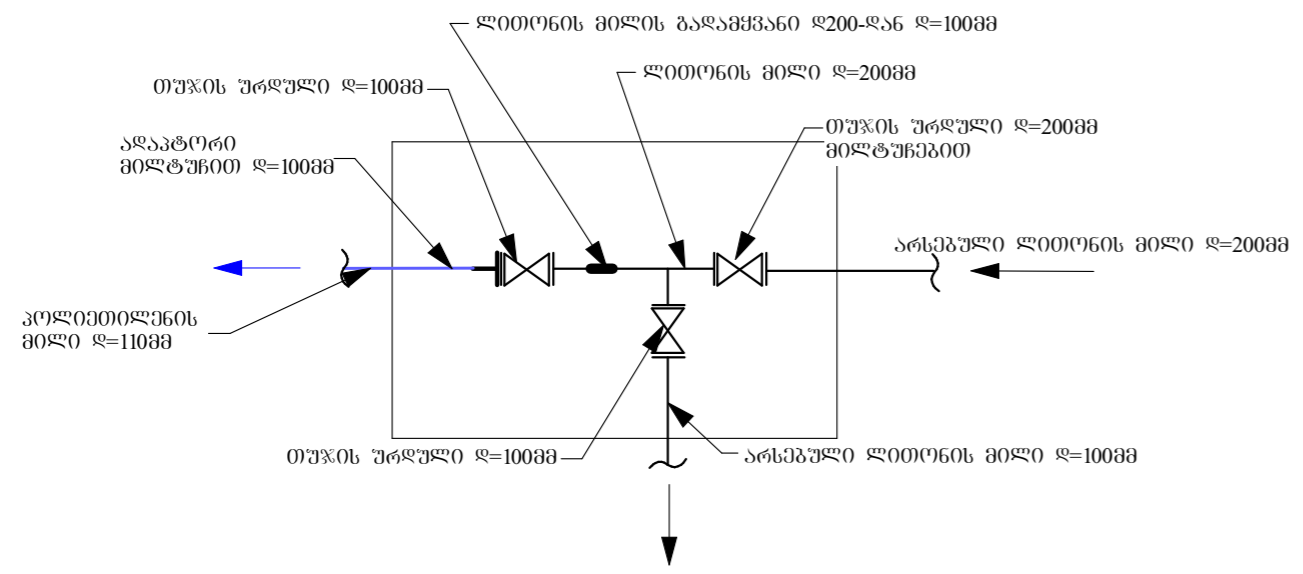 ლითონის მილის გადამყვანი დ200-დან დ=100მმ
ლითონის მილი დ=200მმ
თუჯის ურდული დ=100მმ
თუჯის ურდული დ=200მმ
მილტუჩებით
ადაპტორი
მილტუჩით დ=100მმ
არსებული ლითონის მილი დ=200მმ
პოლიეთილენის
მილი დ=110მმ
თუჯის ურდული დ=100მმ
არსებული ლითონის მილი დ=100მმ